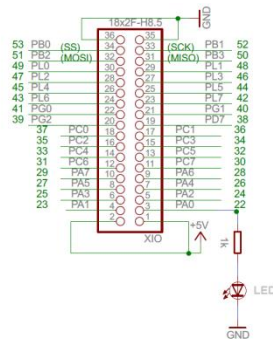 18x2F-H8.5
GND
36 35
53 PB0 (SS) 34 33 (SCK) PB1 52
51 PB2 (MOSI) 32 31 (MISO) PB3 50
49 PL0 30 29 PL1 48
47 PL2 28 27 PL3 46
45 PL4 26 25 PL5 44
43 PL6 24 23 PL7 42
41 PG0 22 21 PG1 40
39 PG2 20 19 PD7 38
37 PC0 18 17 PC1 36
35 PC2 16 15 PC3 34
33 PC4 14 13 PC5 32
31 PC6 12 11 PC7 30
29 PA7 10 9 PA6 28
27 PA5 8 7 PA4 26
25 PA3 6 5 PA2 24
23 PA1 4 3 PA0 22
2 1
+5V
XIO
1k
LED
GND